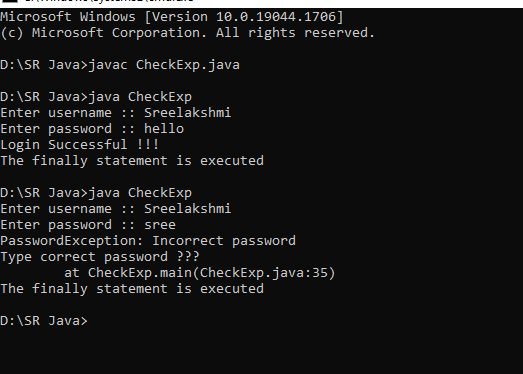 Microsoft Windows [Version 10.0.19044.1706]
(c) Microsoft Corporation. All rights reserved.
D:\SR Java>javac CheckExp.java
D:\SR Java>java CheckExp
Enter username :: Sreelakshmi
Enter password :: hello
Login Successful !!!
The finally statement is executed
D:\SR Java>java CheckExp
Enter username :: Sreelakshmi
Enter password :: sree
PasswordException: Incorrect password
Type correct password ???
        at CheckExp.main(CheckExp.java:35)
The finally statement is executed
D:\SR Java>